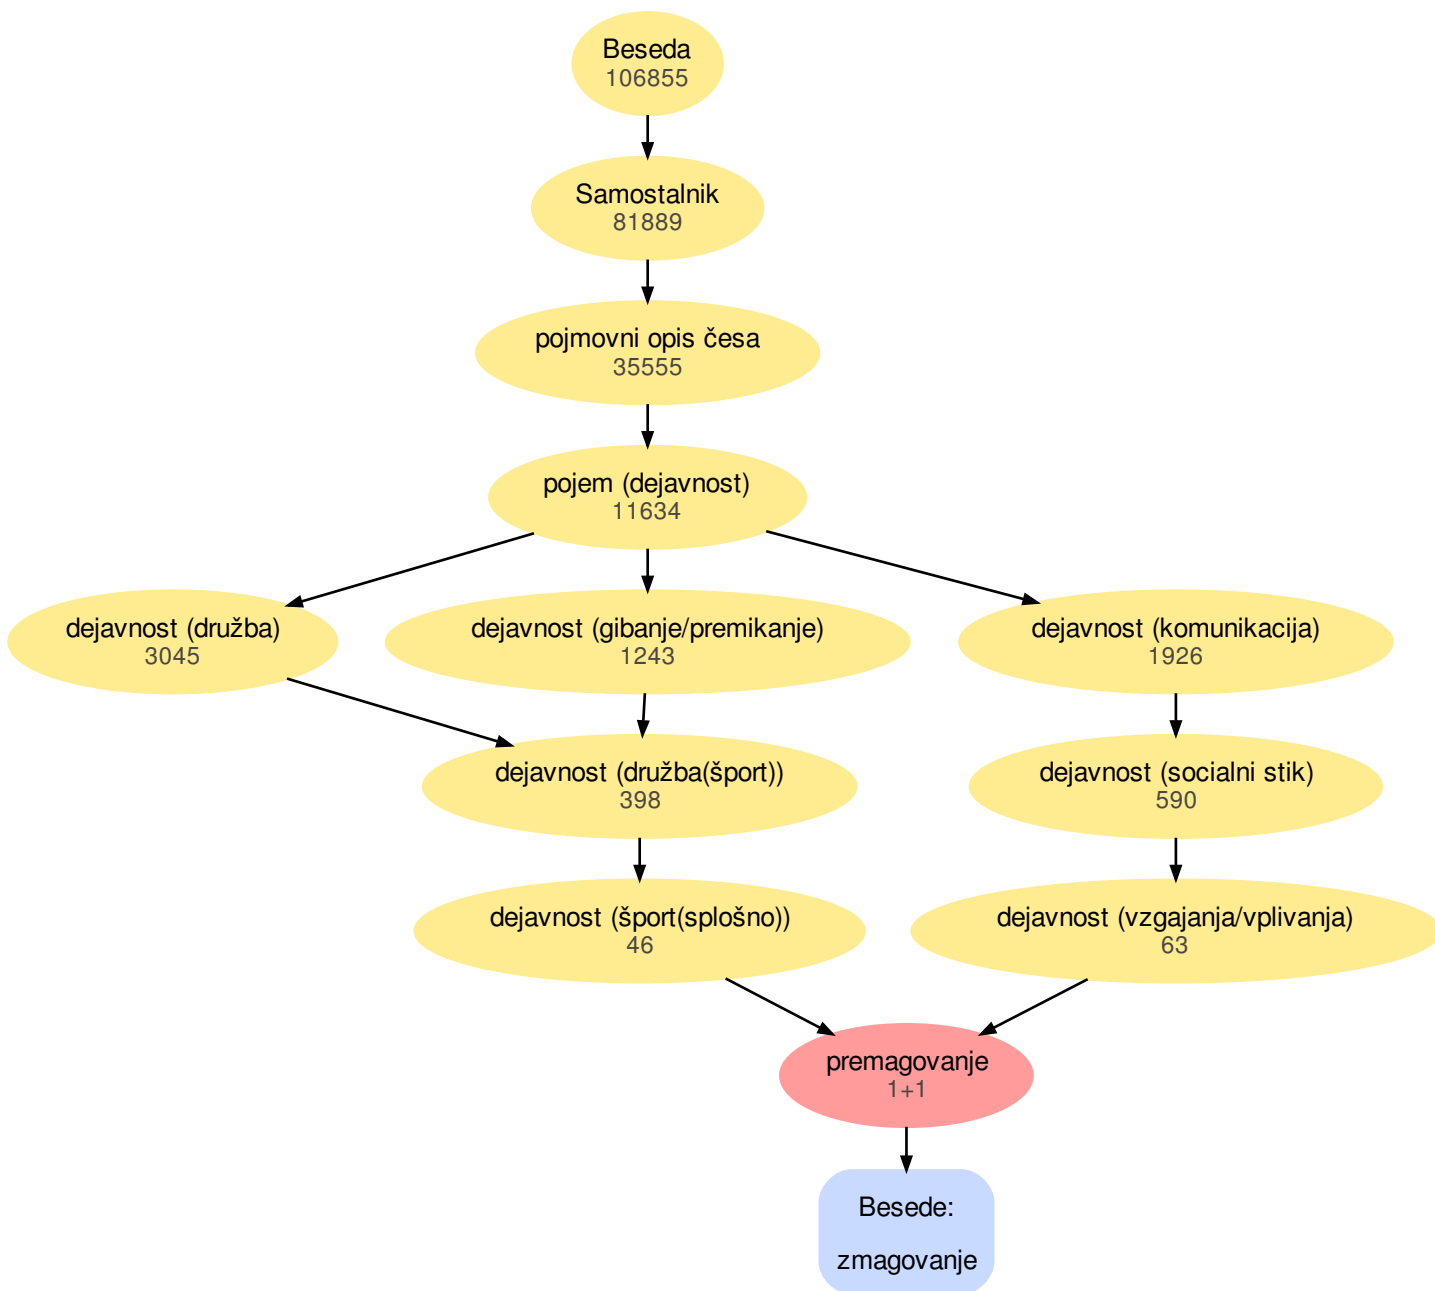 Beseda
106855
Samostalnik
81889
pojmovni opis česa
35555
pojem (dejavnost)
11634
dejavnost (družba)
3045
dejavnost (gibanje/premikanje)
1243
dejavnost (komunikacija)
1926
dejavnost (družba(šport))
398
dejavnost (socialni stik)
590
dejavnost (šport(splošno))
46
dejavnost (vzgajanja/vplivanja)
63
premagovanje
1+1
Besede:
zmagovanje